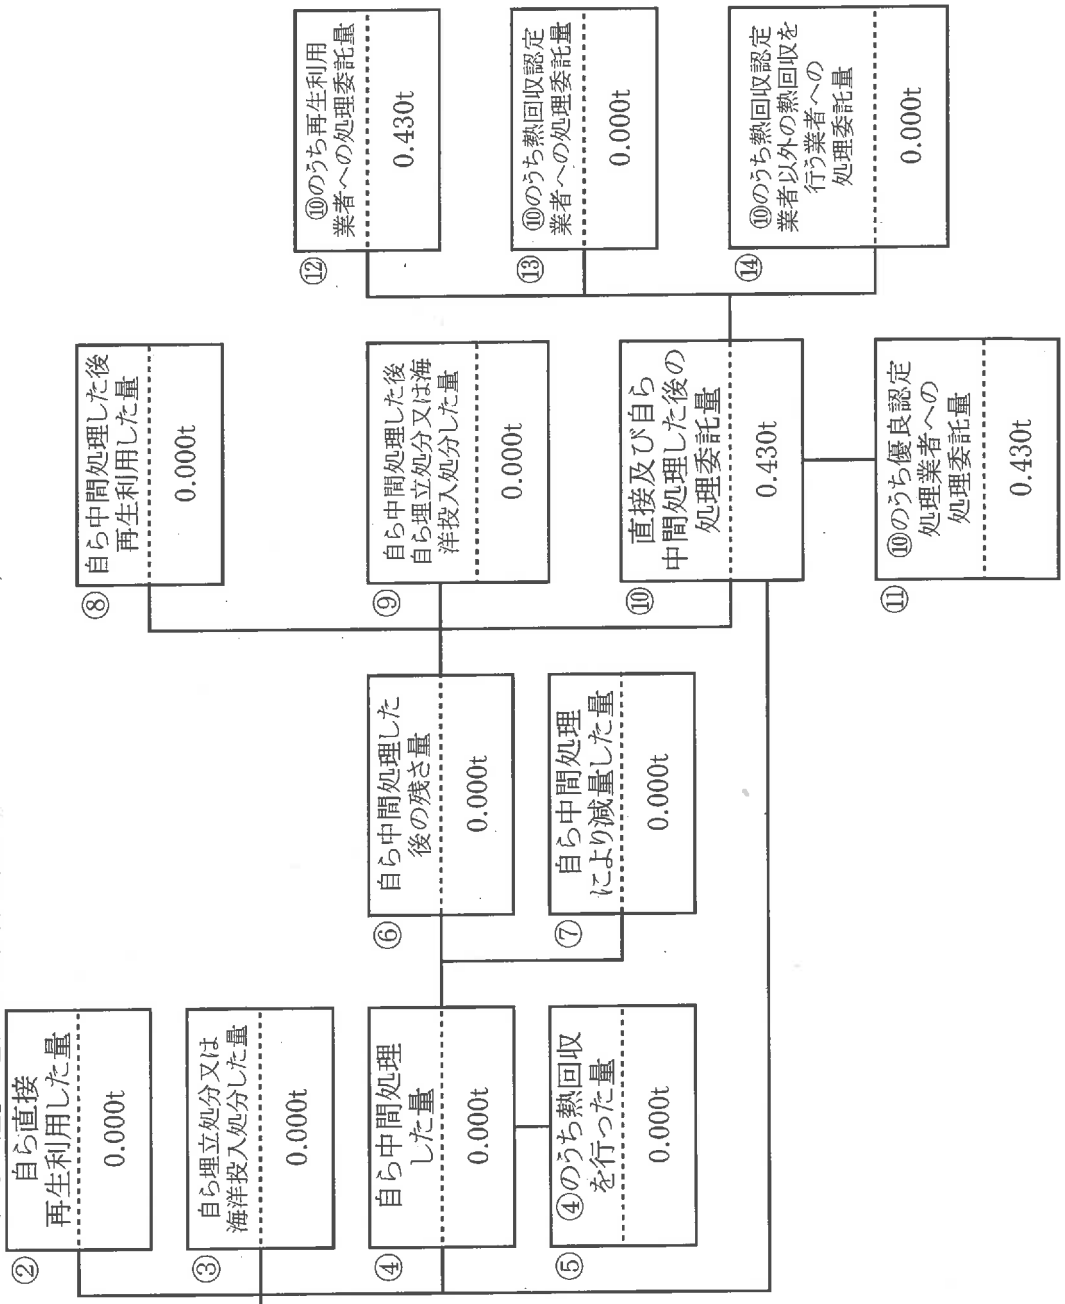 ②
自ら直接
再生利用した量
0.000t
③
自ら埋立処分又は
海洋投入処分した量
0.000t
④
自ら中間処理
した量
0.000t
⑤
④のうち熱回収
を行った量
0.000t
⑥
自ら中間処理した
後の残さ量
0.000t
⑦
自ら中間処理
により減量した量
0.000t
⑧
自ら中間処理した後
再生利用した量
0.000t
⑨
自ら中間処理した後
自ら埋立処分又は海
洋投入処分した量
0.000t
⑩
直接及び自ら
中間処理した後の
処理委託量
0.430t
⑪
⑩のうち優良認定
処理業者への
処理委託量
0.430t
⑫
⑩のうち再生利用
業者への処理委託量
0.430t
⑬
⑩のうち熱回収認定
業者への処理委託量
0.000t
⑭
⑩のうち熱回収認定
業者以外の熱回収を
行う業者への
処理委託量
0.000t